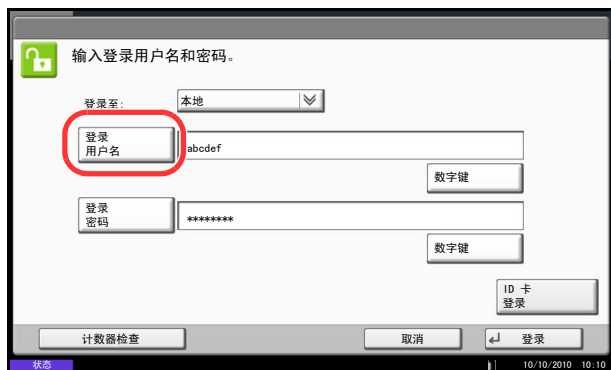 输入登录用户名和密码。
登录至:
本地
登录
用户名
abcdef
数字键
登录
密码
********
数字键
ID 卡
登录
计数器检查
取消
登录
状态
10/10/2010 10:10